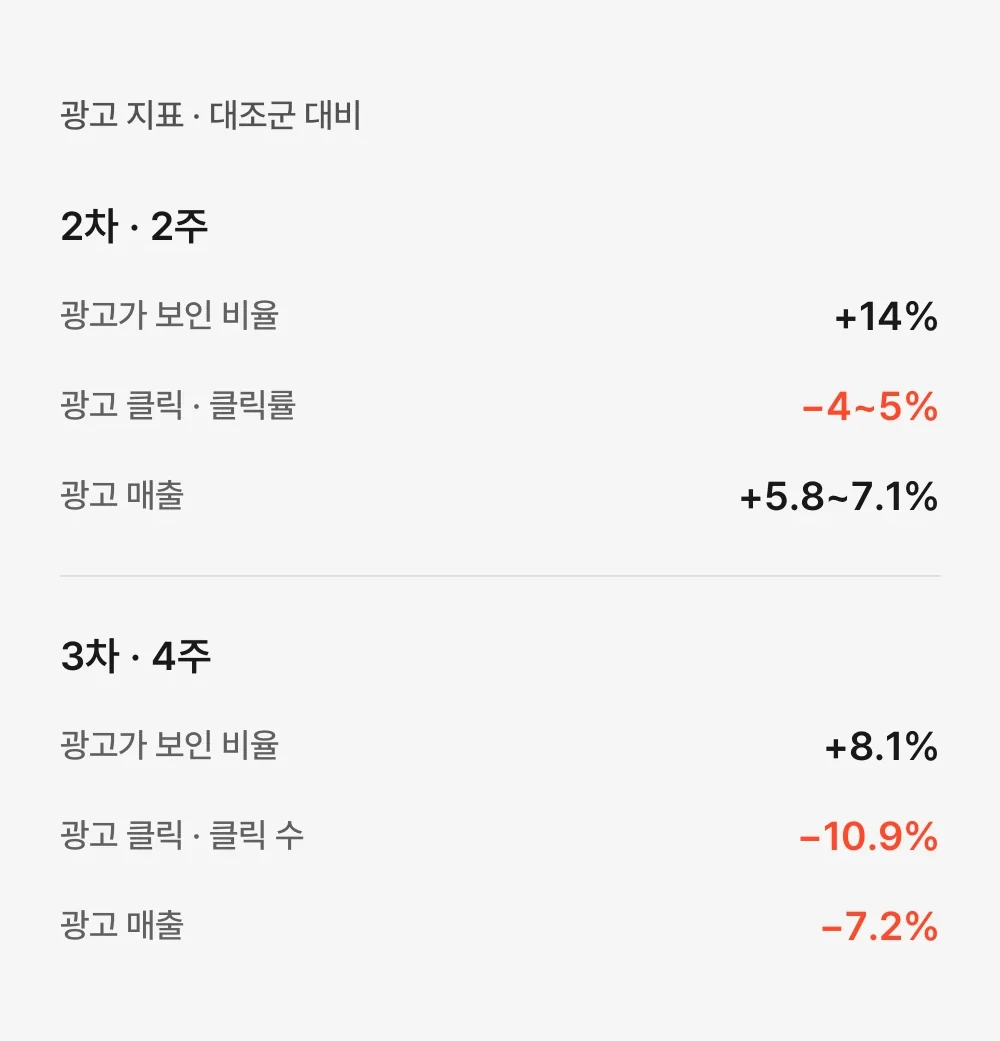 광고 지표 · 대조군 대비
2차 · 2주
광고가 보인 비율 +14%
광고 클릭 · 클릭률 −4~5%
광고 매출 +5.8~7.1%
3차 · 4주
광고가 보인 비율 +8.1%
광고 클릭 · 클릭 수 −10.9%
광고 매출 −7.2%